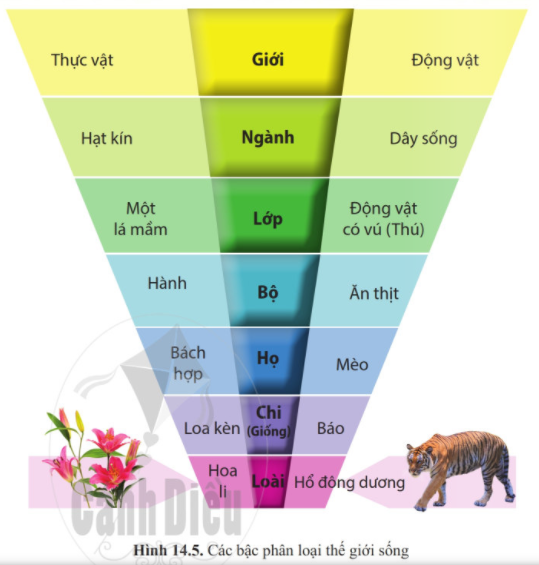 Thực vật Giới Động vật
Hạt kín Ngành Dây sống
Một
lá mầm
Lớp
Động vật
có vú (Thú)
Hành Bộ Ăn thịt
Bách
hợp
Họ
Mèo
Loa kèn
Chi
(Giống)
Báo
Hoa
li
Loài
Hổ đông dương
Cánh Diều
Hình 14.5. Các bậc phân loại thế giới sống